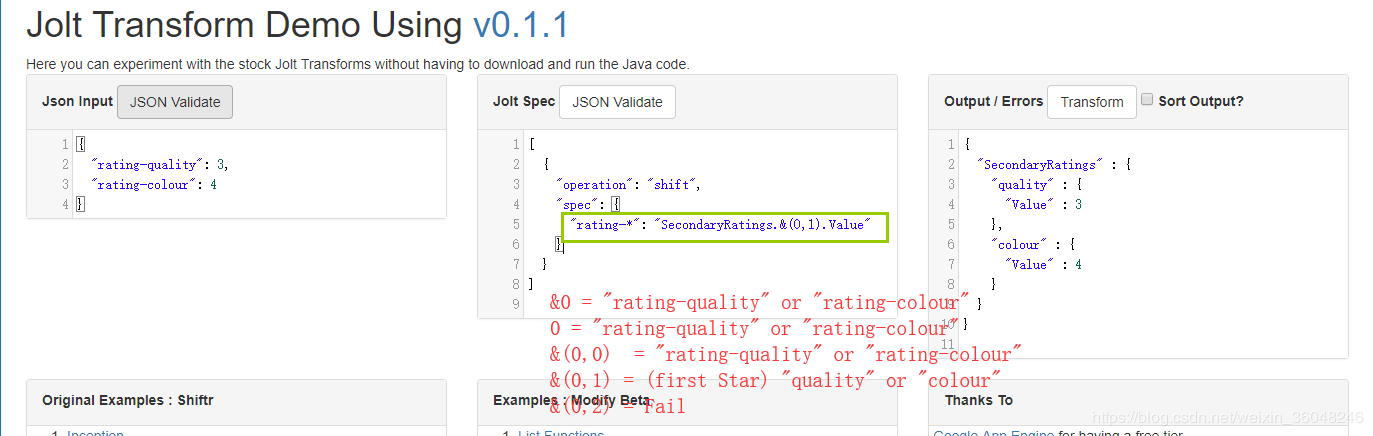 Jolt Transform Demo Using v0.1.1
Here you can experiment with the stock Jolt Transforms without having to download and run the Java code.
Json Input JSON Validate
1 {
2 "rating-quality": 3,
3 "rating-colour": 4
4 }
Jolt Spec JSON Validate
1 [
2 {
3 "operation": "shift",
4 "spec": {
5 "rating-*": "SecondaryRatings.&(0,1).Value"
6 }
7 }
8 ]
9
Output / Errors Transform Sort Output?
1 {
2 "SecondaryRatings" : {
3 "quality" : {
4 "Value" : 3
5 },
6 "colour" : {
7 "Value" : 4
8 }
9 }
10 }
11
&0 = "rating-quality" or "rating-colour"
0 = "rating-quality" or "rating-colour"
&(0,0) = "rating-quality" or "rating-colour"
&(0,1) = (first Star) "quality" or "colour"
&(0,2) = Fail
Original Examples : Shiftr
1. Inception
Examples : Modify Beta
1. List Functions
Thanks To
Google App Engine for having a free tier
https://blog.csdn.net/weixin_36048246